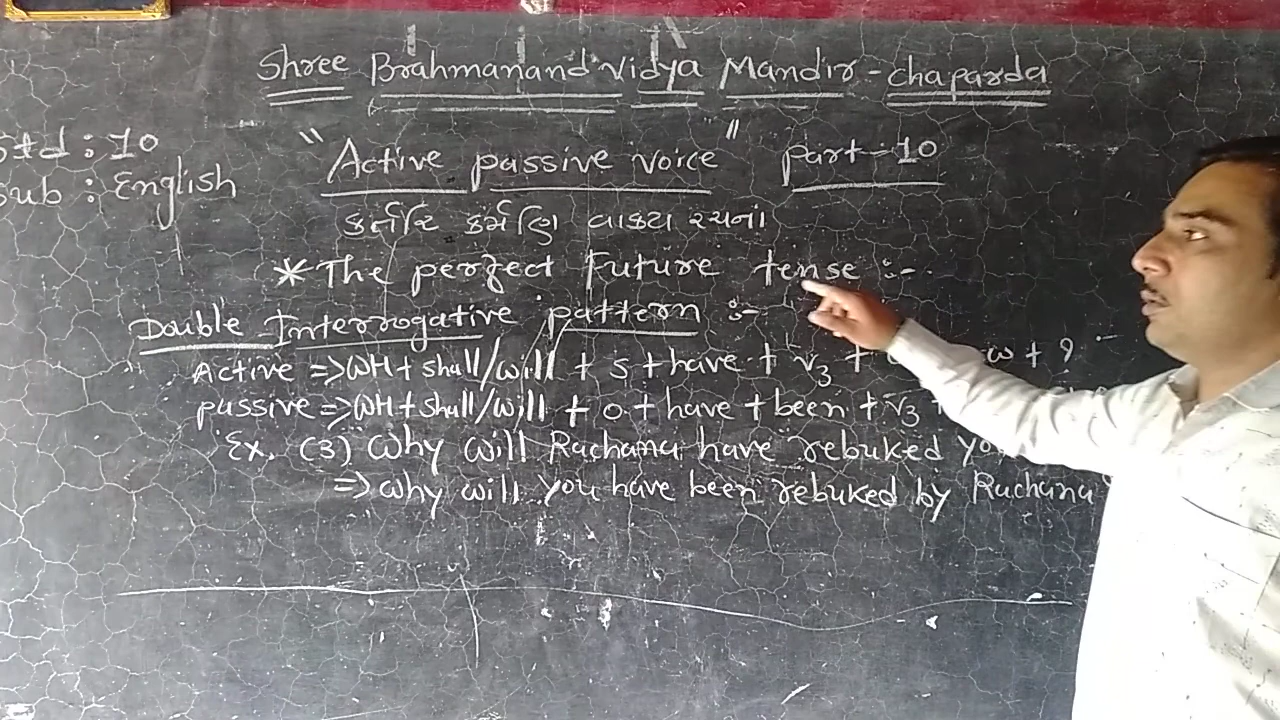 Shree Brahmanand Vidya Mandir - chaparda
Std : 10
Sub : English
"Active passive voice" part - 10
કર્તરિ કર્મણિ વાક્ય રચના
* The perfect Future tense :-
Double Interrogative pattern :-
Active => WH + shall/will + s + have + v3 + w + ?
passive => WH + shall/will + o + have + been + v3
Ex. (3) Why will Rachana have rebuked
=> Why will you have been rebuked by Rachana